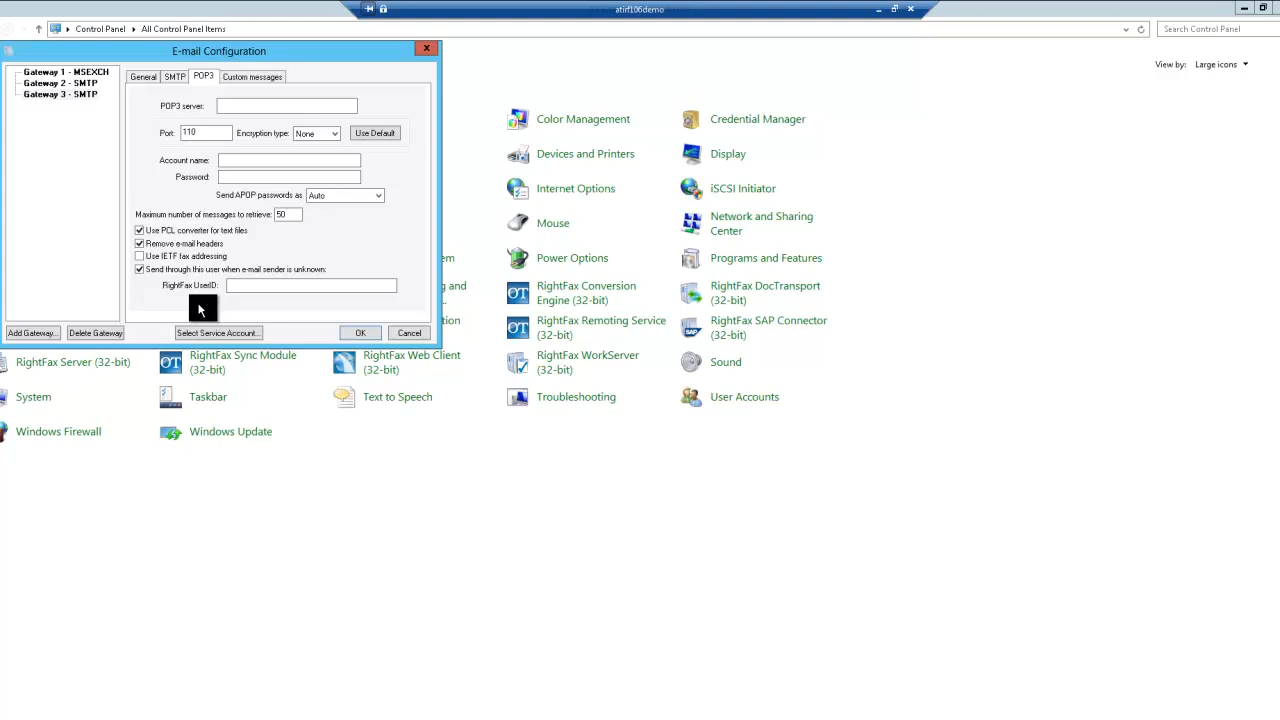 atirf106demo
Control Panel
All Control Panel Items
Search Control Panel
E-mail Configuration
View by: Large icons
Gateway 1 - MSEXCH
Gateway 2 - SMTP
Gateway 3 - SMTP
General
SMTP
POP3
Custom messages
POP3 server:
Port: 110 Encryption type: None Use Default
Account name:
Password:
Send APOP passwords as Auto
Maximum number of messages to retrieve: 50
Use PCL converter for text files
Remove e-mail headers
Use IETF fax addressing
Send through this user when e-mail sender is unknown:
RightFax UserID:
Add Gateway...
Delete Gateway
Select Service Account...
OK
Cancel
Color Management
Credential Manager
Devices and Printers
Display
Internet Options
iSCSI Initiator
Mouse
Network and Sharing
Center
Power Options
Programs and Features
RightFax Conversion
Engine (32-bit)
RightFax DocTransport
(32-bit)
RightFax Remoting Service
(32-bit)
RightFax SAP Connector
(32-bit)
RightFax Server (32-bit)
RightFax Sync Module
(32-bit)
RightFax Web Client
(32-bit)
RightFax WorkServer
(32-bit)
Sound
System
Taskbar
Text to Speech
Troubleshooting
User Accounts
Windows Firewall
Windows Update